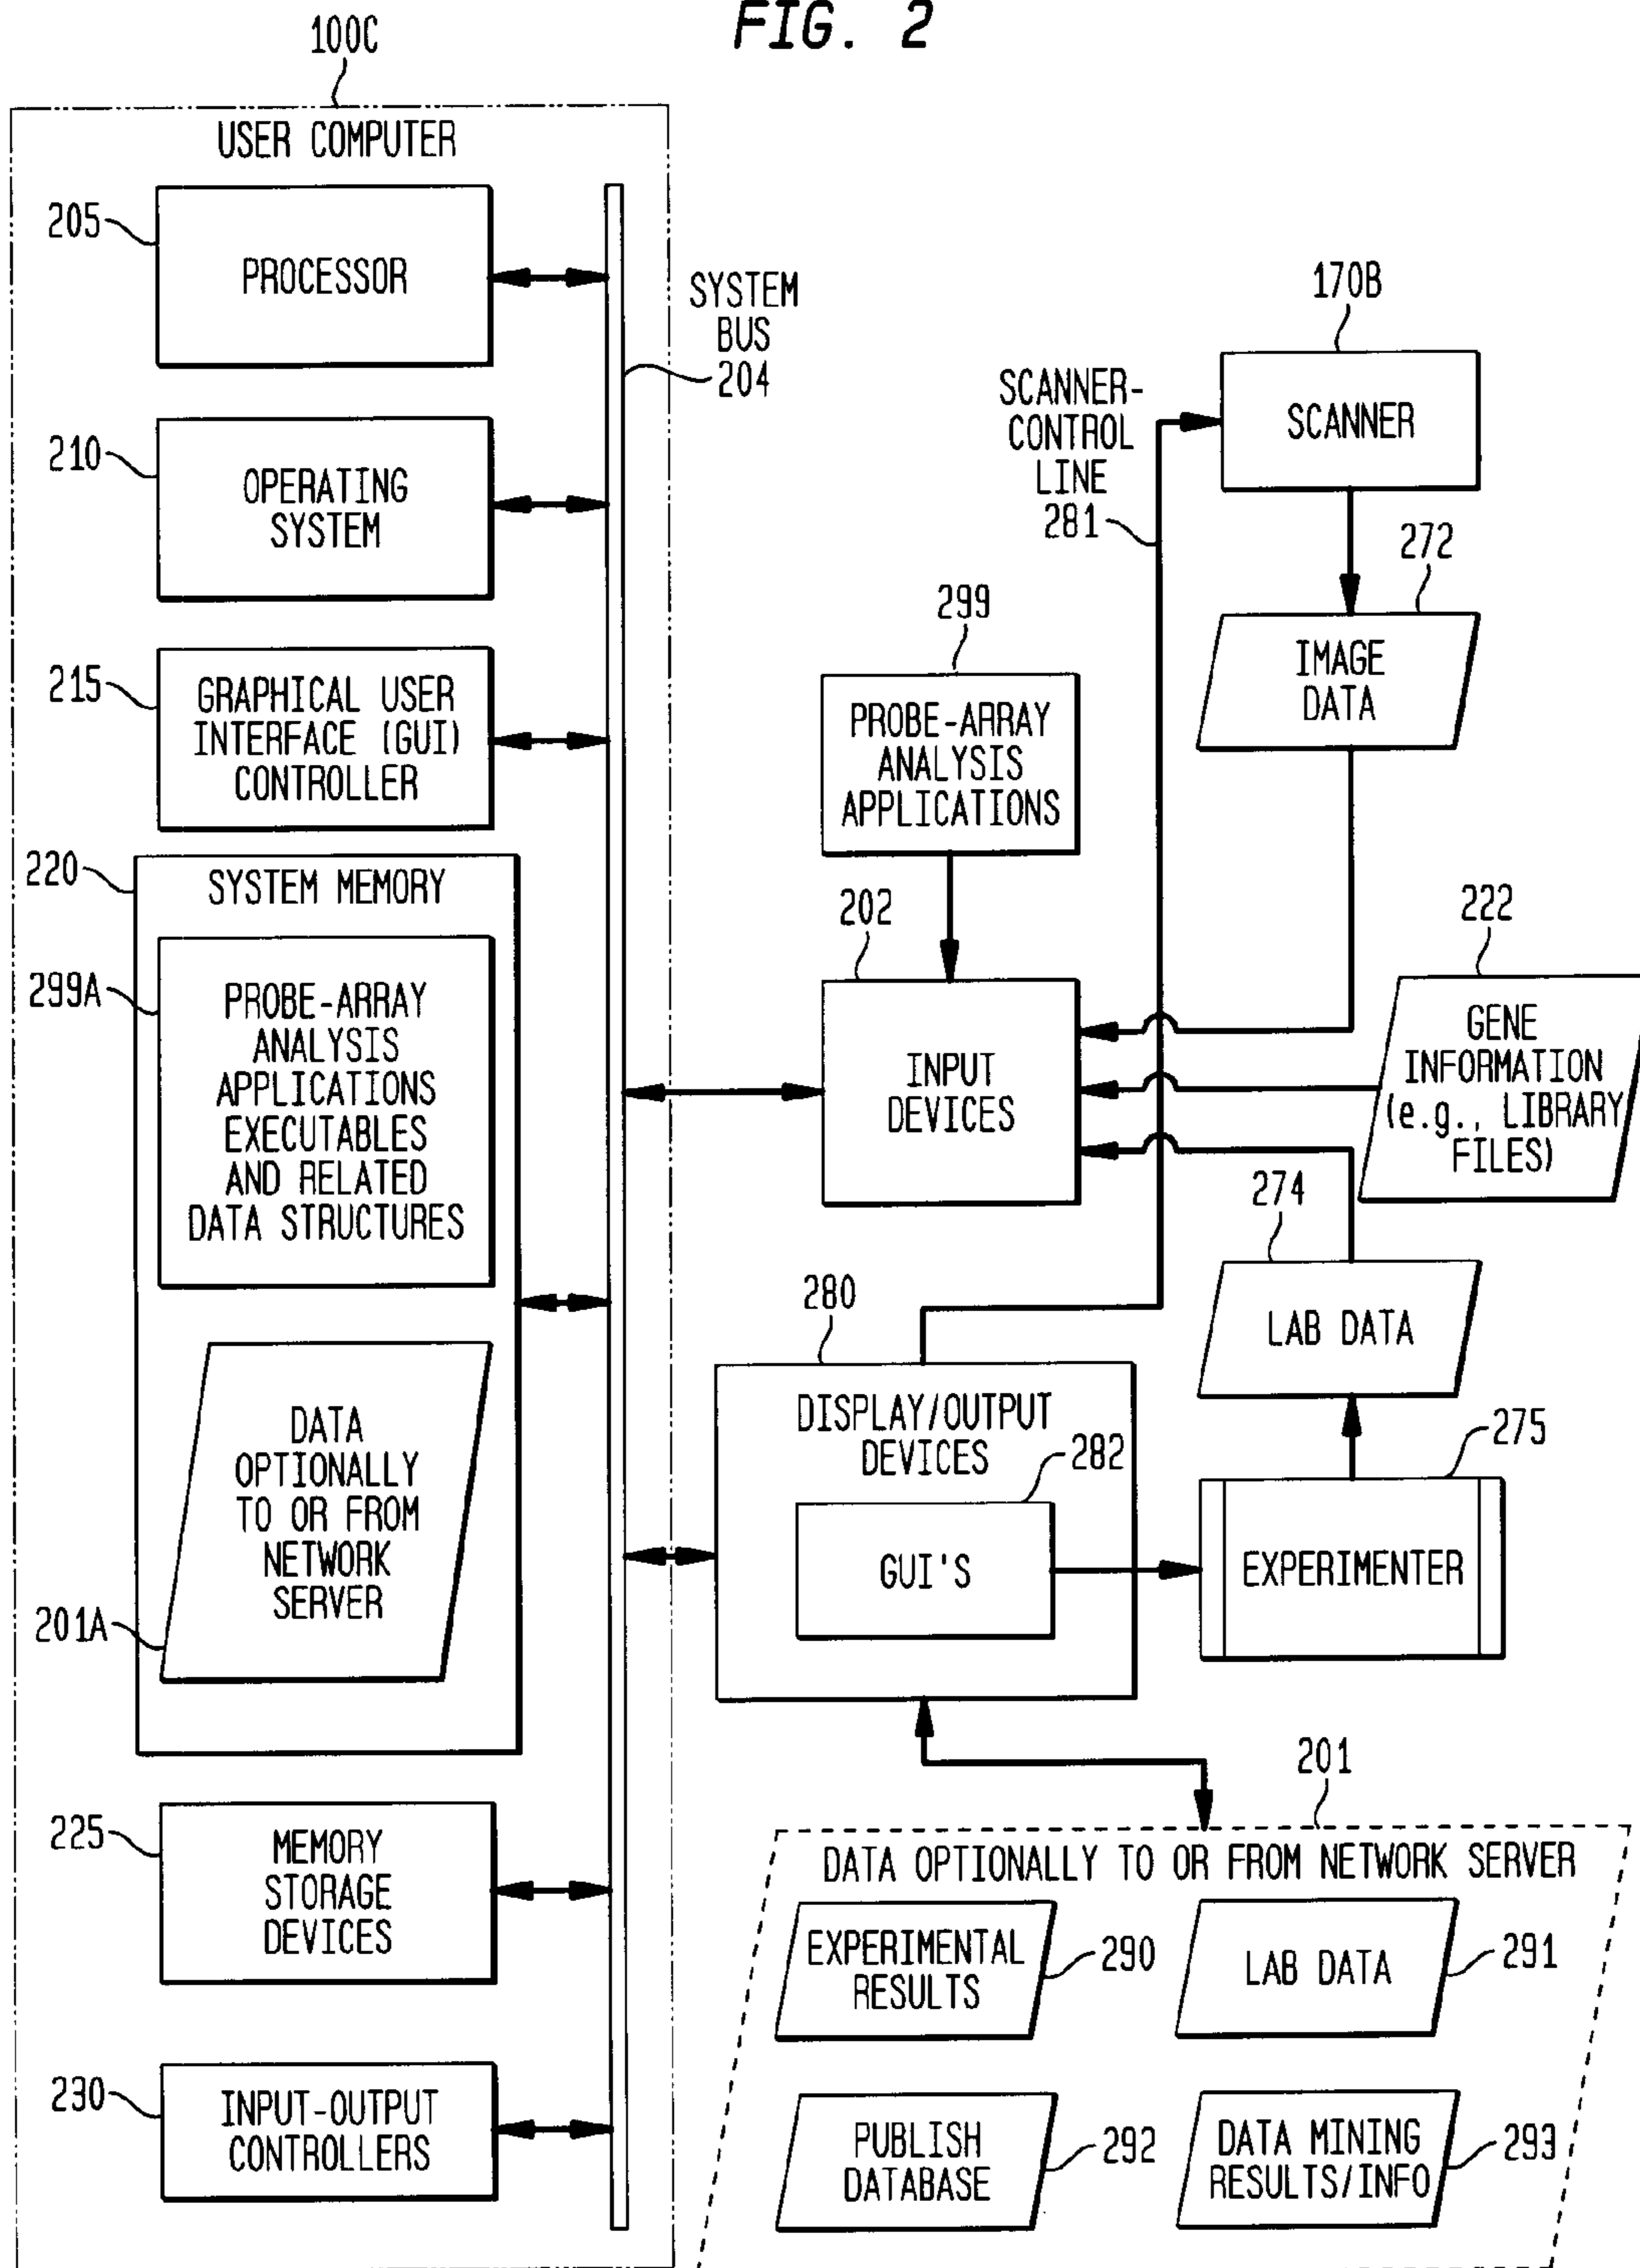 FIG. 2
100C
USER COMPUTER
205
PROCESSOR
SYSTEM
BUS
204
210
OPERATING
SYSTEM
215
GRAPHICAL USER
INTERFACE (GUI)
CONTROLLER
220
SYSTEM MEMORY
299A
PROBE-ARRAY
ANALYSIS
APPLICATIONS
EXECUTABLES
AND RELATED
DATA STRUCTURES
DATA
OPTIONALLY
TO OR FROM
NETWORK
SERVER
201A
225
MEMORY
STORAGE
DEVICES
230
INPUT-OUTPUT
CONTROLLERS
170B
SCANNER
SCANNER-
CONTROL
LINE
281
272
IMAGE
DATA
299
PROBE-ARRAY
ANALYSIS
APPLICATIONS
202
INPUT
DEVICES
222
GENE
INFORMATION
(e.g., LIBRARY
FILES)
274
LAB DATA
280
DISPLAY/OUTPUT
DEVICES
282
GUI'S
275
EXPERIMENTER
201
DATA OPTIONALLY TO OR FROM NETWORK SERVER
EXPERIMENTAL
RESULTS
290
LAB DATA
291
PUBLISH
DATABASE
292
DATA MINING
RESULTS/INFO
293